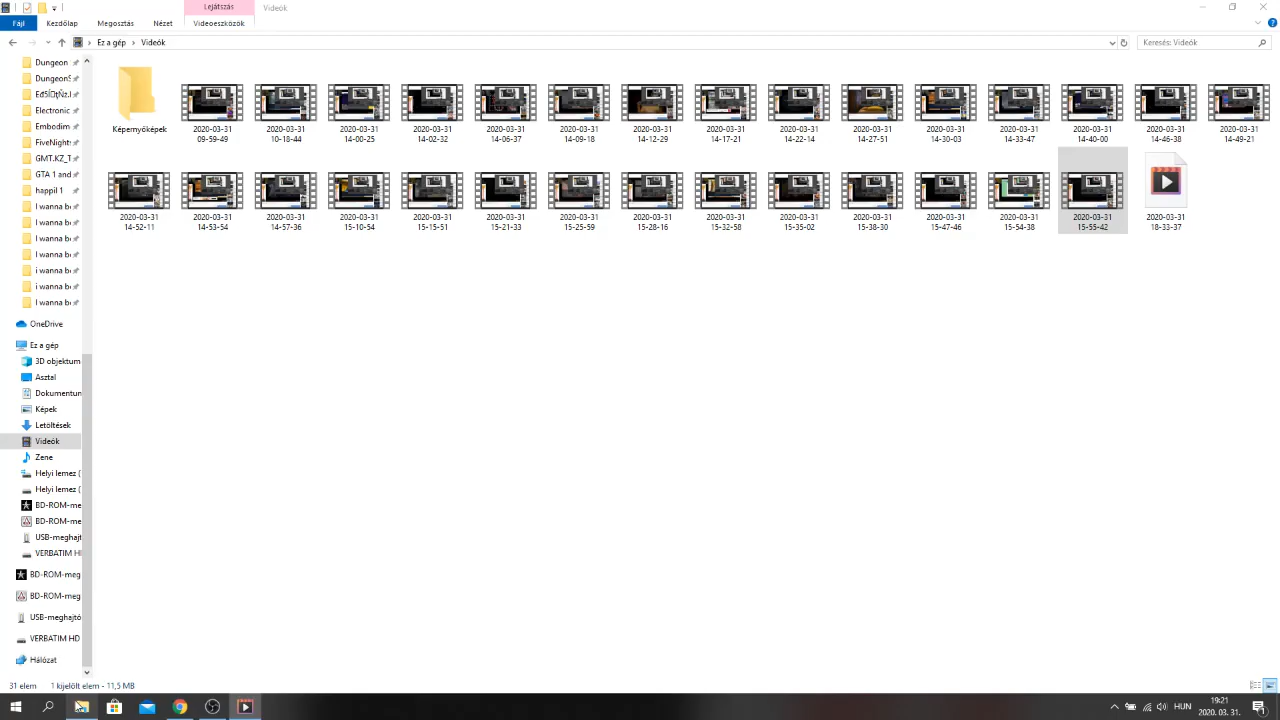 Lejátszás
Videók
Fájl
Kezdőlap
Megosztás
Nézet
Videoeszközök
Ez a gép
Videók
Keresés: Videók
Dungeon
DungeonS
Electronic
Embodim
FiveNights
GMT.KZ_T
GTA 1 and
happil 1
I wanna b
I wanna b
I wanna b
I wanna b
i wanna b
i wanna b
I wanna b
OneDrive
Ez a gép
3D objektum
Asztal
Dokumentun
Képek
Letöltések
Videók
Zene
Helyi lemez (
Helyi lemez (
BD-ROM-me
BD-ROM-me
USB-meghajt
VERBATIM H
BD-ROM-meg
BD-ROM-meg
USB-meghajtó
VERBATIM HD
Hálózat
Képernyőképek
2020-03-31 09-59-49
2020-03-31 10-18-44
2020-03-31 14-00-25
2020-03-31 14-02-32
2020-03-31 14-06-37
2020-03-31 14-09-18
2020-03-31 14-12-29
2020-03-31 14-17-21
2020-03-31 14-22-14
2020-03-31 14-27-51
2020-03-31 14-30-03
2020-03-31 14-33-47
2020-03-31 14-40-00
2020-03-31 14-46-38
2020-03-31 14-49-21
2020-03-31 14-52-11
2020-03-31 14-53-54
2020-03-31 14-57-36
2020-03-31 15-10-54
2020-03-31 15-15-51
2020-03-31 15-21-33
2020-03-31 15-25-59
2020-03-31 15-28-16
2020-03-31 15-32-58
2020-03-31 15-35-02
2020-03-31 15-38-30
2020-03-31 15-47-46
2020-03-31 15-54-38
2020-03-31 15-55-42
2020-03-31 18-33-37
31 elem
1 kijelölt elem - 11,5 MB
HUN
19:21
2020. 03. 31.